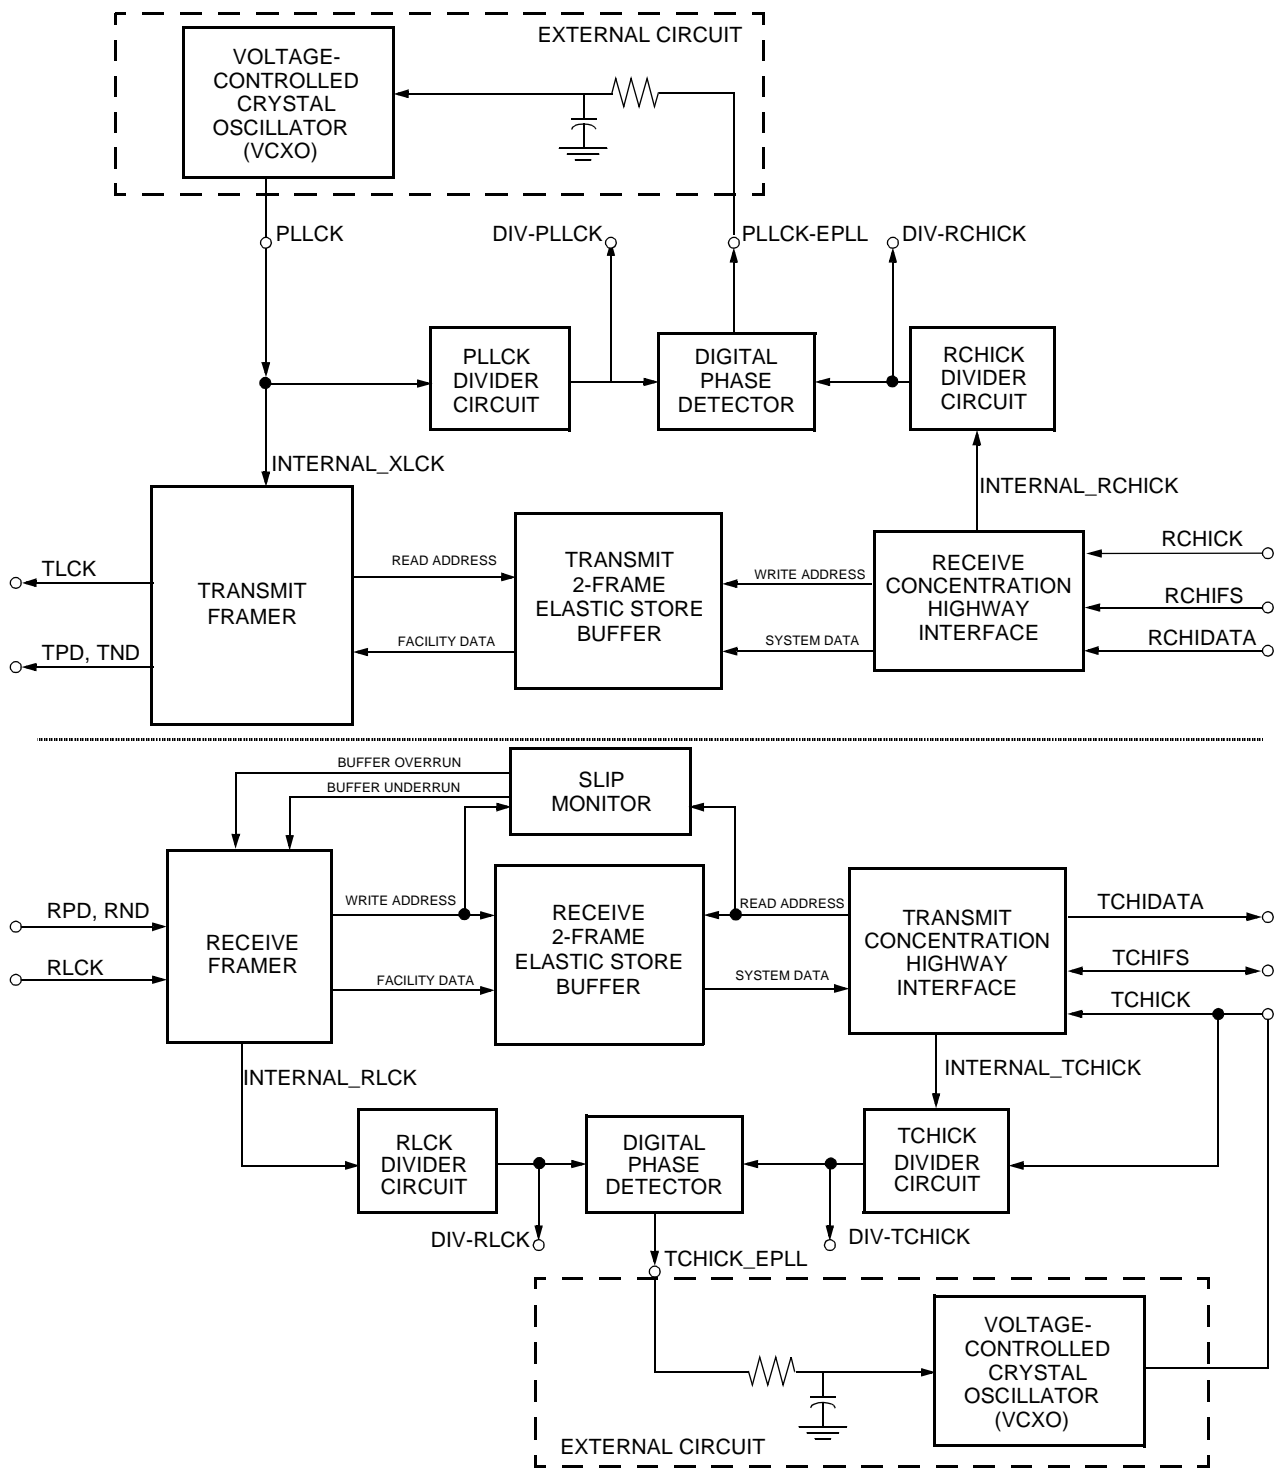 EXTERNAL CIRCUIT
VOLTAGE-
CONTROLLED
CRYSTAL
OSCILLATOR
(VCXO)
PLLCK
DIV-PLLCK
PLLCK-EPLL
DIV-RCHICK
PLLCK
DIVIDER
CIRCUIT
DIGITAL
PHASE
DETECTOR
RCHICK
DIVIDER
CIRCUIT
INTERNAL_XLCK
INTERNAL_RCHICK
TLCK
TPD, TND
TRANSMIT
FRAMER
READ ADDRESS
FACILITY DATA
TRANSMIT
2-FRAME
ELASTIC STORE
BUFFER
WRITE ADDRESS
SYSTEM DATA
RECEIVE
CONCENTRATION
HIGHWAY
INTERFACE
RCHICK
RCHIFS
RCHIDATA
BUFFER OVERRUN
BUFFER UNDERRUN
SLIP
MONITOR
RPD, RND
RLCK
RECEIVE
FRAMER
WRITE ADDRESS
FACILITY DATA
RECEIVE
2-FRAME
ELASTIC STORE
BUFFER
READ ADDRESS
SYSTEM DATA
TRANSMIT
CONCENTRATION
HIGHWAY
INTERFACE
TCHIDATA
TCHIFS
TCHICK
INTERNAL_RLCK
INTERNAL_TCHICK
RLCK
DIVIDER
CIRCUIT
DIGITAL
PHASE
DETECTOR
TCHICK
DIVIDER
CIRCUIT
DIV-RLCK
TCHICK_EPLL
DIV-TCHICK
VOLTAGE-
CONTROLLED
CRYSTAL
OSCILLATOR
(VCXO)
EXTERNAL CIRCUIT